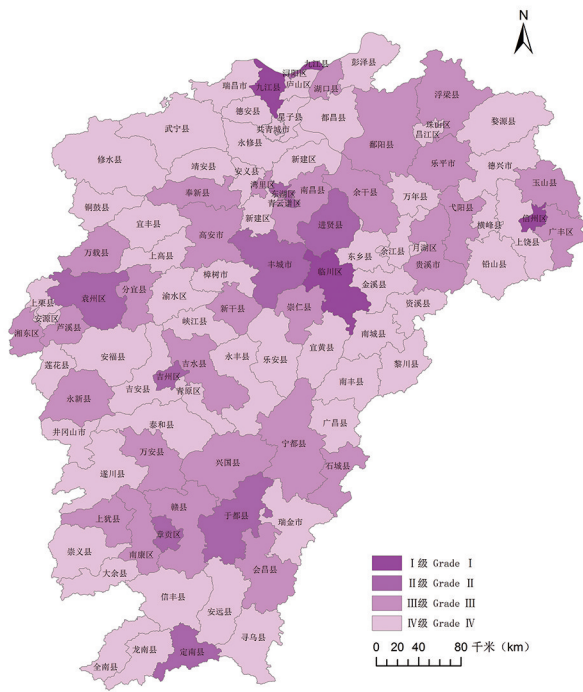 N
彭泽县
九江县
浔阳区
瑞昌市
九江县
庐山区
湖口县
浮梁县
德安县
星子县
都昌县
武宁县
共青城市
珠山区
昌江区
婺源县
永修县
鄱阳县
修水县
靖安县
安义县
新建区
乐平市
德兴市
湾里区
南昌县
玉山县
奉新县
东湖区
余干县
万年县
弋阳县
铜鼓县
青云谱区
横峰县
信州区
宜丰县
新建区
进贤县
广丰区
高安市
月湖区
上饶县
万载县
上高县
东乡县
余江县
贵溪市
铅山县
丰城市
临川区
樟树市
金溪县
上栗县
袁州区
分宜县
渝水区
资溪县
安源区
新干县
崇仁县
芦溪县
峡江县
湘东区
南城县
安福县
永丰县
乐安县
宜黄县
莲花县
吉水县
黎川县
吉州区
南丰县
吉安县
青原区
永新县
广昌县
泰和县
井冈山市
宁都县
万安县
兴国县
石城县
遂川县
赣县
上犹县
于都县
瑞金市
章贡区
崇义县
南康区
会昌县
大余县
信丰县
安远县
龙南县
寻乌县
定南县
全南县
Ⅰ级 Grade Ⅰ
Ⅱ级 Grade Ⅱ
Ⅲ级 Grade Ⅲ
Ⅳ级 Grade Ⅳ
0 20 40 80 千米（km）